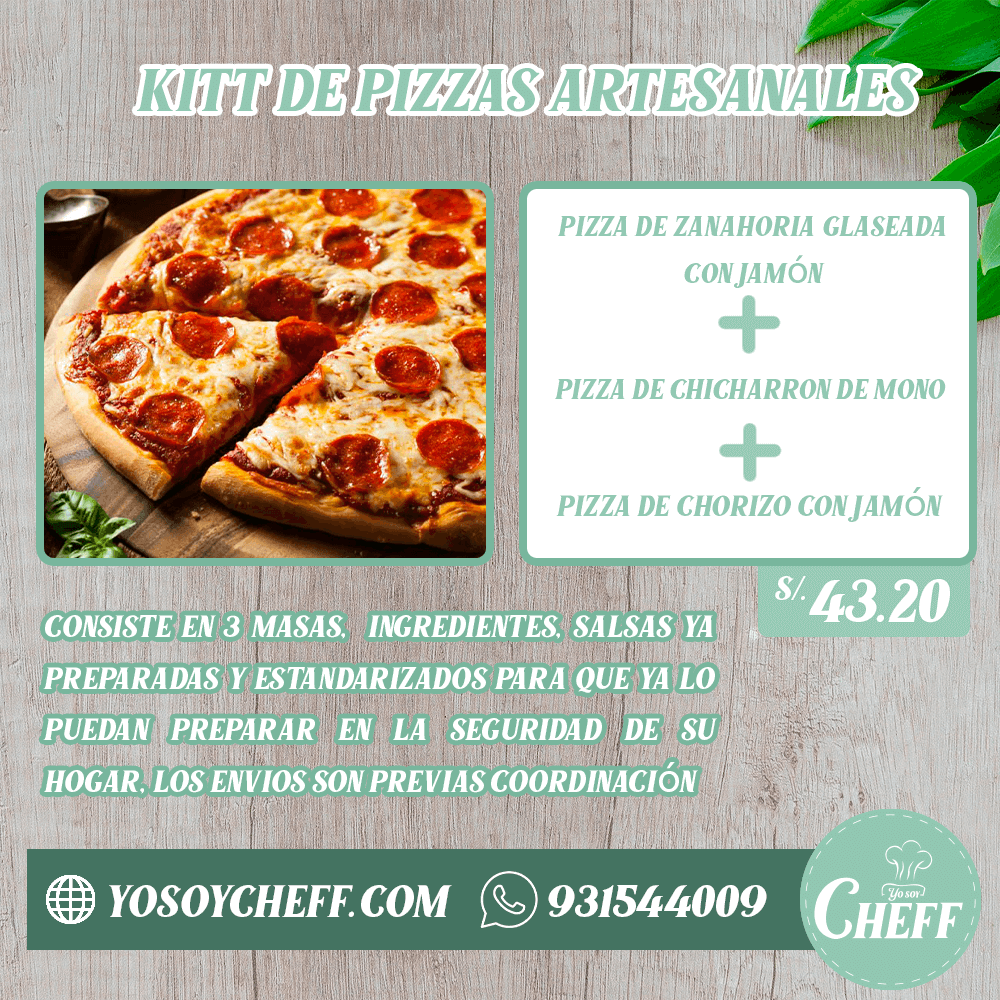 KITT DE PIZZAS ARTESANALES
PIZZA DE ZANAHORIA GLASEADA
CON JAMÓN
+
PIZZA DE CHICHARRON DE MONO
+
PIZZA DE CHORIZO CON JAMÓN
S/. 43.20
CONSISTE EN 3 MASAS, INGREDIENTES, SALSAS YA
PREPARADAS Y ESTANDARIZADOS PARA QUE YA LO
PUEDAN PREPARAR EN LA SEGURIDAD DE SU
HOGAR, LOS ENVIOS SON PREVIAS COORDINACIÓN
YOSOYCHEFF.COM 931544009
Yo soy
CHEFF